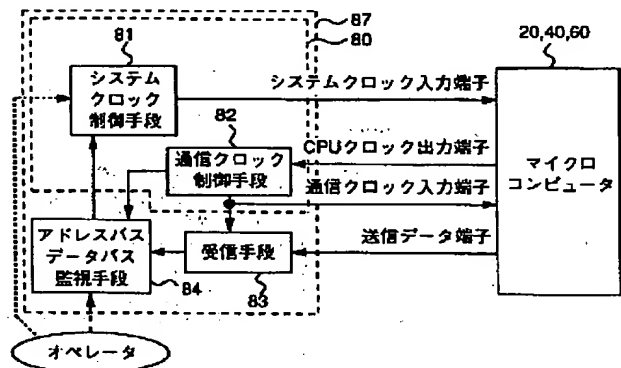 87
80
81
20,40,60
システム
クロック
制御手段
システムクロック入力端子
82
CPUクロック出力端子
通信クロック
制御手段
マイクロ
コンピュータ
通信クロック入力端子
アドレスバス
データバス
監視手段
受信手段
送信データ端子
84
83
オペレータ